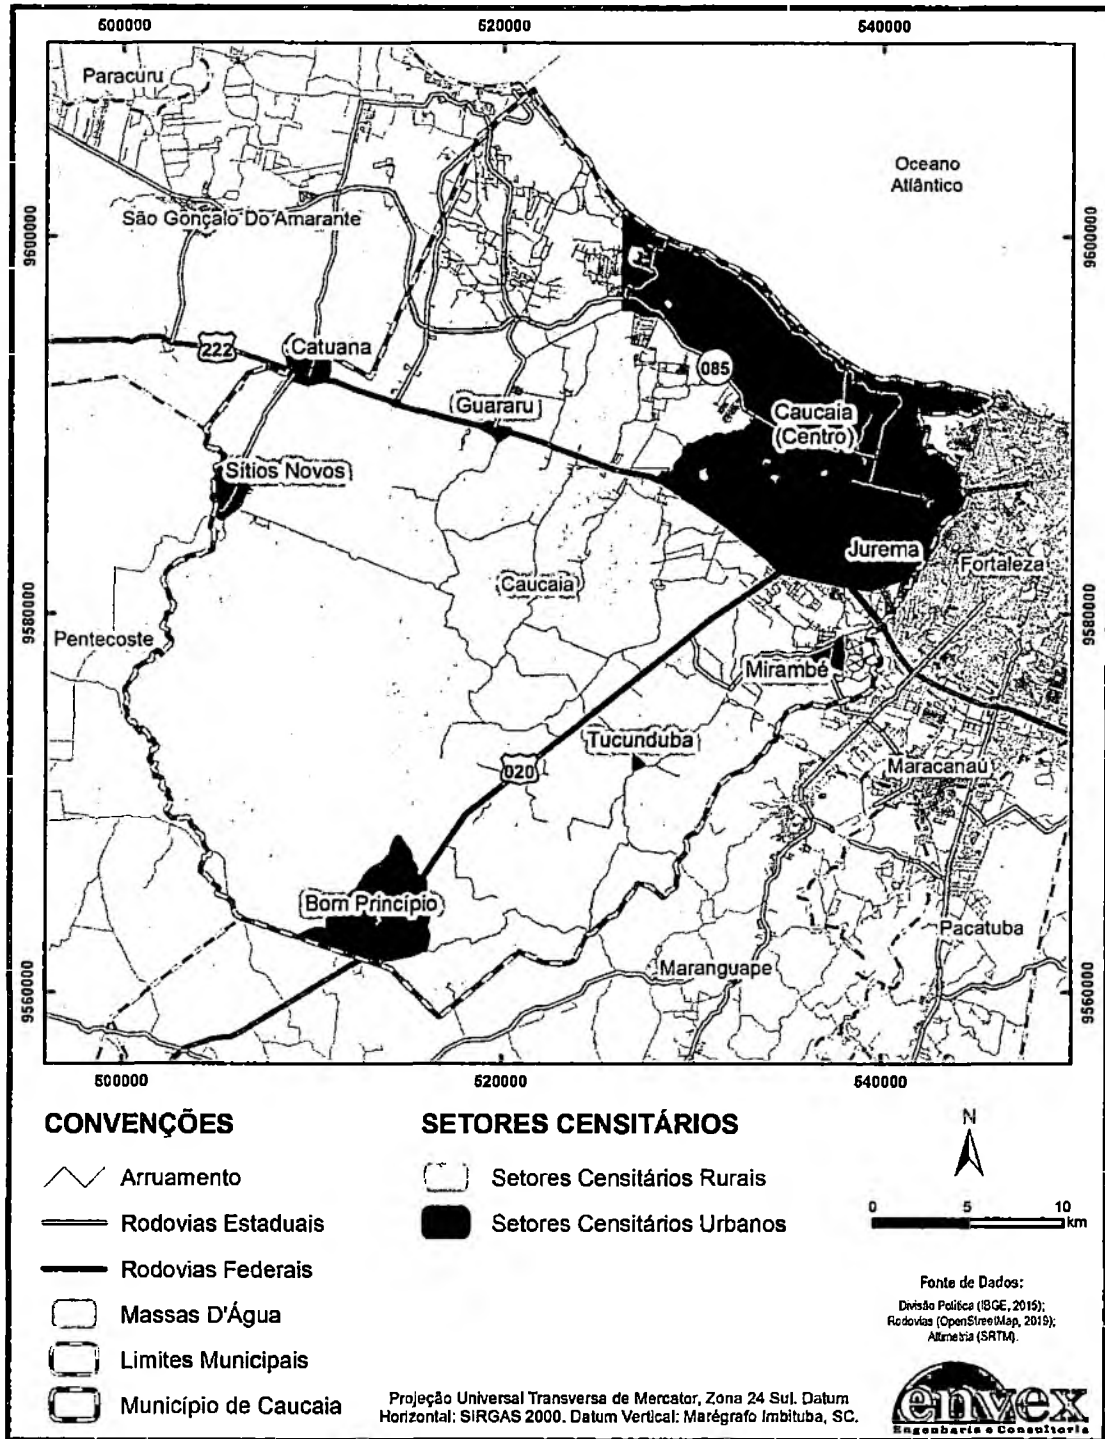 500000
520000
540000
Paracuru
Oceano
Atlântico
São Gonçalo Do Amarante
9600000
9600000
222
Catuana
085
Guararu
Caucaia
(Centro)
Sítios Novos
Jurema
Fortaleza
Caucaia
9580000
9580000
Pentecoste
Mirambé
Tucunduba
020
Maracanaú
Bom Princípio
Pacatuba
Maranguape
9560000
9560000
500000
520000
540000
CONVENÇÕES
Arruamento
Rodovias Estaduais
Rodovias Federais
Massas D'Água
Limites Municipais
Município de Caucaia
SETORES CENSITÁRIOS
Setores Censitários Rurais
Setores Censitários Urbanos
N
0 5 10
km
Fonte de Dados:
Divisão Política (IBGE, 2015);
Rodovias (OpenStreetMap, 2019);
Altimetria (SRTM).
Projeção Universal Transversa de Mercator, Zona 24 Sul. Datum
Horizontal: SIRGAS 2000. Datum Vertical: Marégrafo Imbituba, SC.
envex
Engenharia e Consultoria